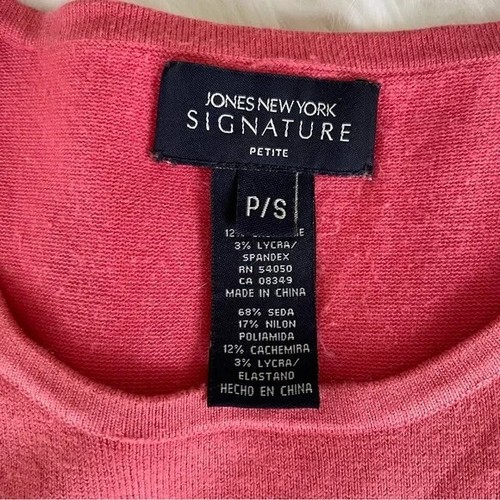 JONES NEW YORK
SIGNATURE
PETITE
P/S
12%
3% LYCRA/
SPANDEX
RN 54050
CA 08349
MADE IN CHINA
68% SEDA
17% NILON
POLIAMIDA
12% CACHEMIRA
3% LYCRA/
ELASTANO
HECHO EN CHINA